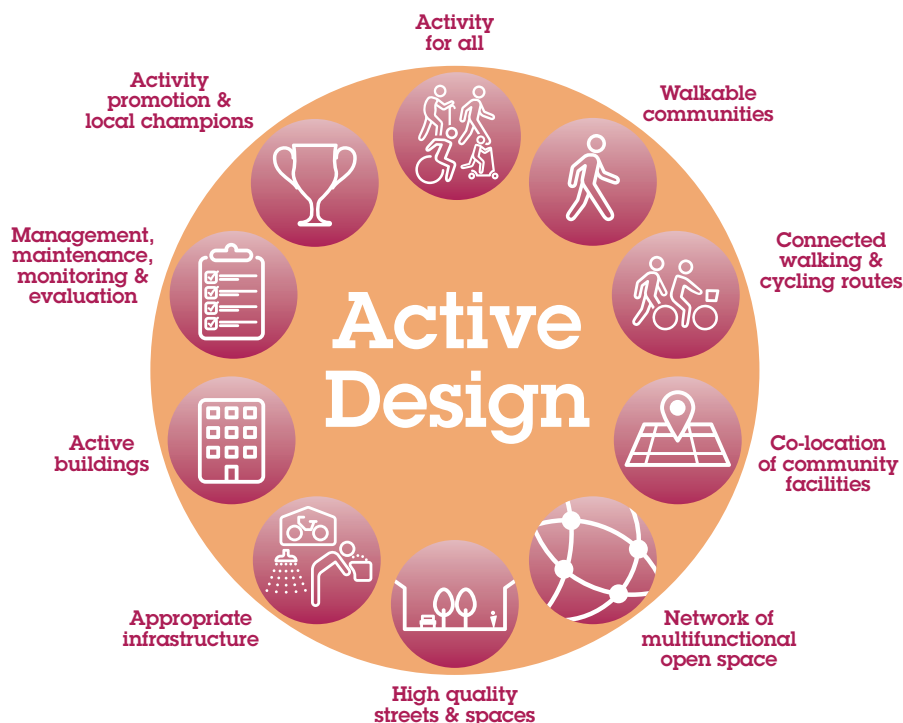 Activity
for all
Walkable
communities
Connected
walking &
cycling routes
Co-location
of community
facilities
Network of
multifunctional
open space
High quality
streets & spaces
Appropriate
infrastructure
Active
buildings
Management,
maintenance,
monitoring &
evaluation
Activity
promotion &
local champions
Active
Design